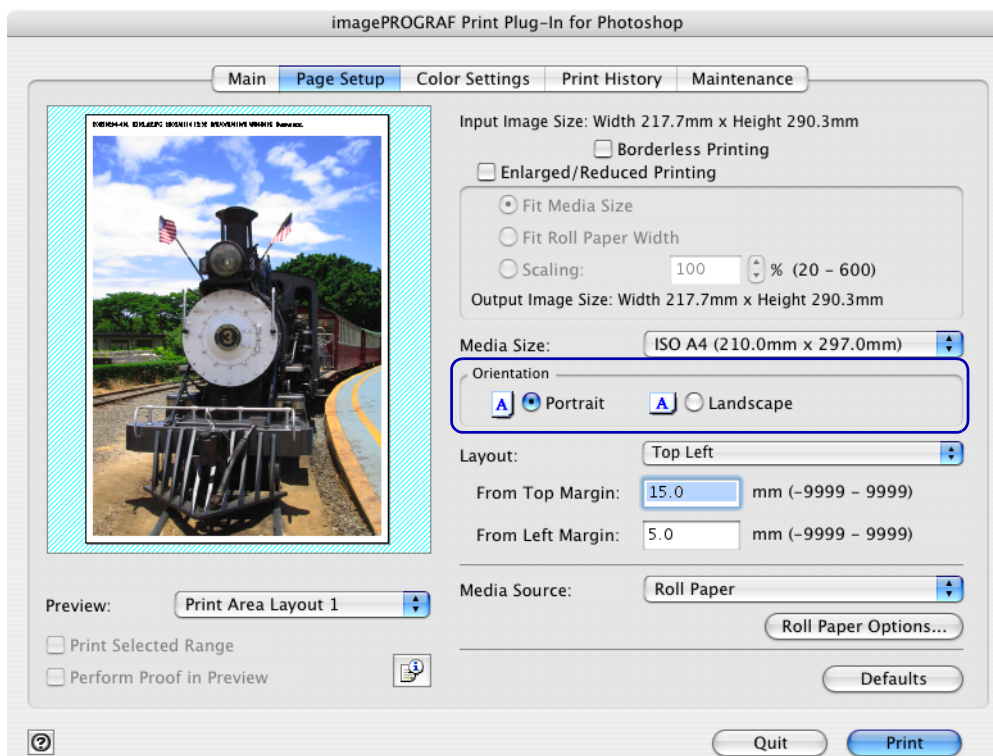 imagePROGRAF Print Plug-In for Photoshop
Main Page Setup Color Settings Print History Maintenance
Input Image Size: Width 217.7mm x Height 290.3mm
Borderless Printing
Enlarged/Reduced Printing
Fit Media Size
Fit Roll Paper Width
Scaling: 100 % (20 – 600)
Output Image Size: Width 217.7mm x Height 290.3mm
Media Size: ISO A4 (210.0mm x 297.0mm)
Orientation
A Portrait A Landscape
Layout: Top Left
From Top Margin: 15.0 mm (-9999 – 9999)
From Left Margin: 5.0 mm (-9999 – 9999)
Media Source: Roll Paper
Roll Paper Options...
Defaults
3
Preview: Print Area Layout 1
Print Selected Range
Perform Proof in Preview
?
Quit Print